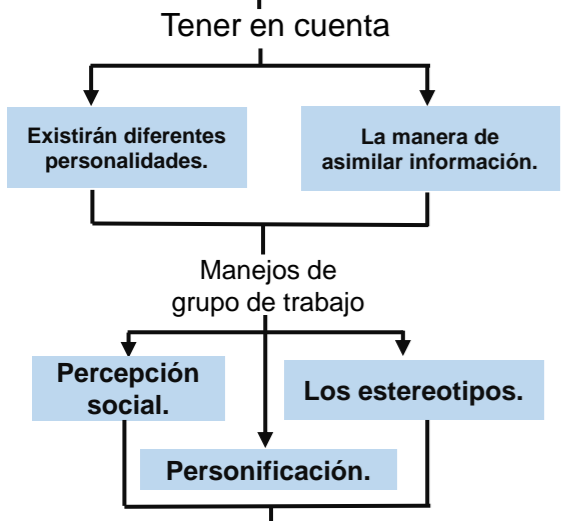 Tener en cuenta
Existirán diferentes
personalidades.
La manera de
asimilar información.
Manejos de
grupo de trabajo
Percepción
social.
Los estereotipos.
Personificación.